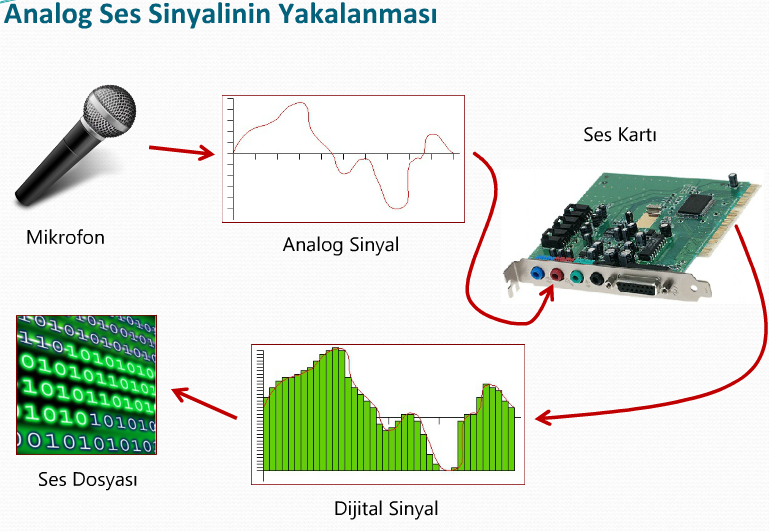 Analog Ses Sinyalinin Yakalanması
Ses Kartı
Mikrofon
Analog Sinyal
Ses Dosyası
Dijital Sinyal